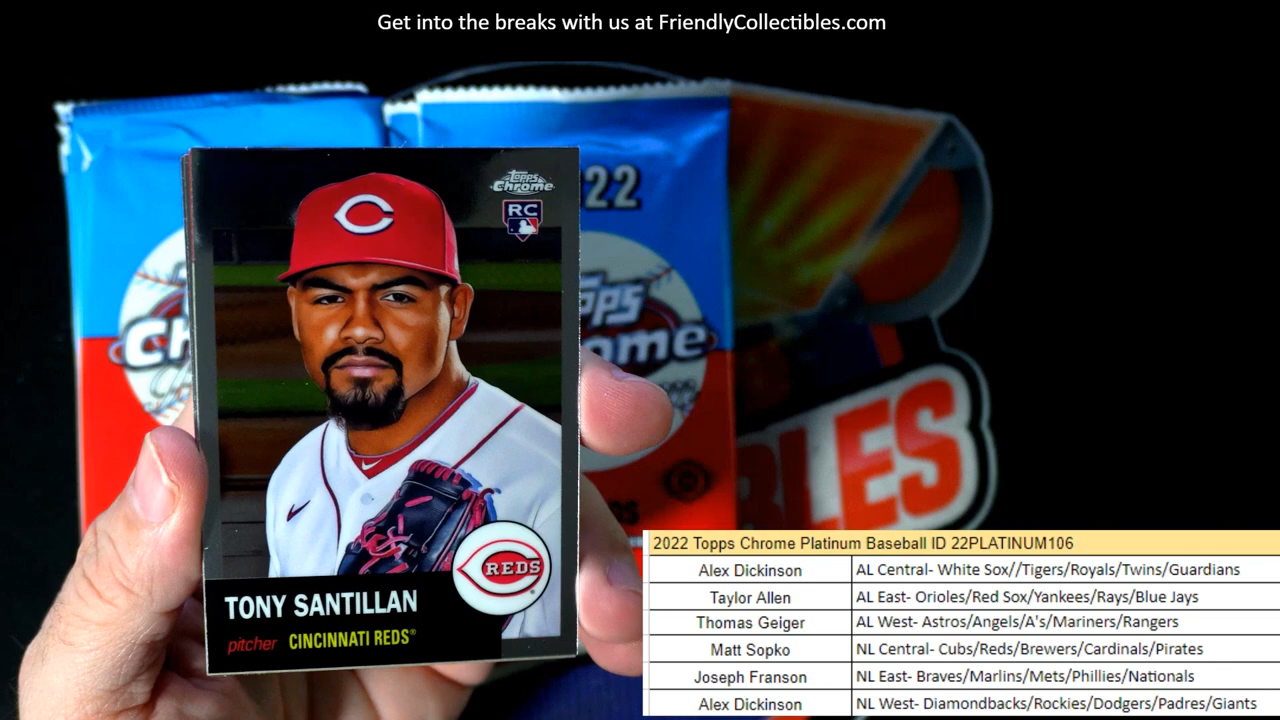 Get into the breaks with us at FriendlyCollectibles.com
22
Topps
Chrome
RC
REDS
TONY SANTILLAN
pitcher CINCINNATI REDS®
BLES
2022 Topps Chrome Platinum Baseball ID 22PLATINUM106
Alex Dickinson AL Central- White Sox//Tigers/Royals/Twins/Guardians
Taylor Allen AL East- Orioles/Red Sox/Yankees/Rays/Blue Jays
Thomas Geiger AL West- Astros/Angels/A's/Mariners/Rangers
Matt Sopko NL Central- Cubs/Reds/Brewers/Cardinals/Pirates
Joseph Franson NL East- Braves/Marlins/Mets/Phillies/Nationals
Alex Dickinson NL West- Diamondbacks/Rockies/Dodgers/Padres/Giants